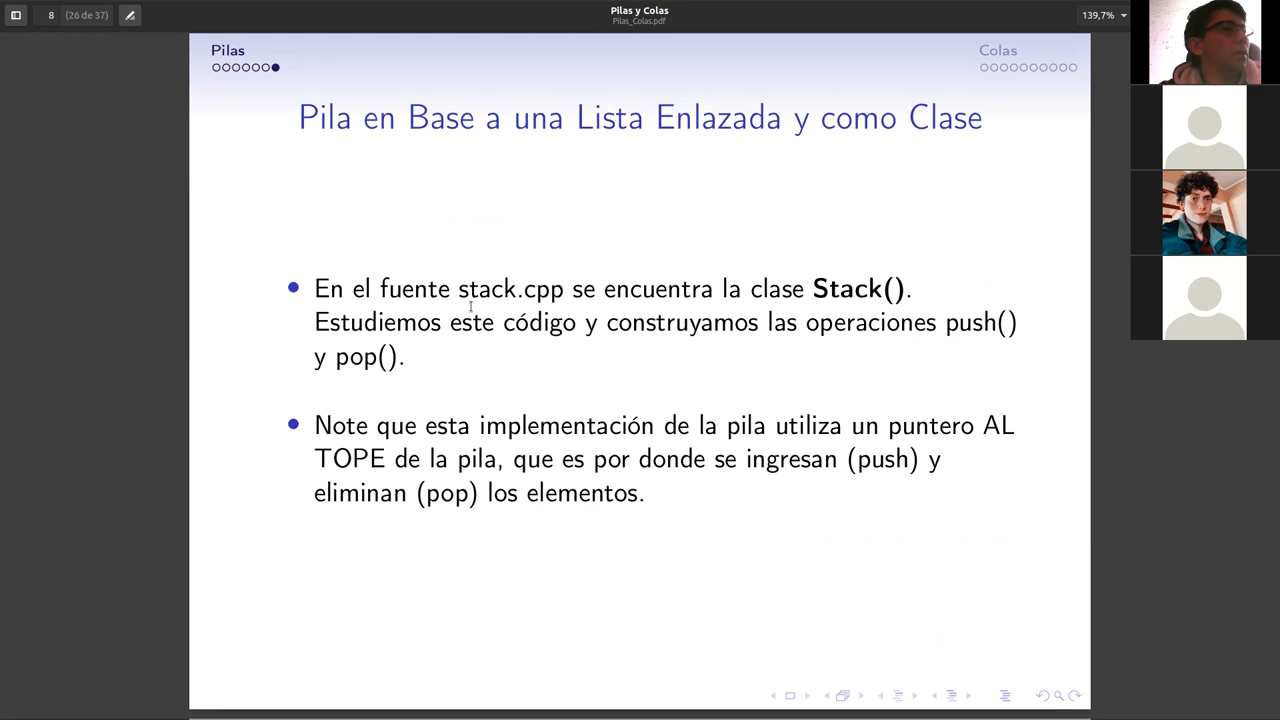 8 (26 de 37)
Pilas y Colas
Pilas_Colas.pdf
139,7%
Pilas
Colas
Pila en Base a una Lista Enlazada y como Clase
En el fuente stack.cpp se encuentra la clase Stack().
Estudiemos este código y construyamos las operaciones push()
y pop().
Note que esta implementación de la pila utiliza un puntero AL
TOPE de la pila, que es por donde se ingresan (push) y
eliminan (pop) los elementos.